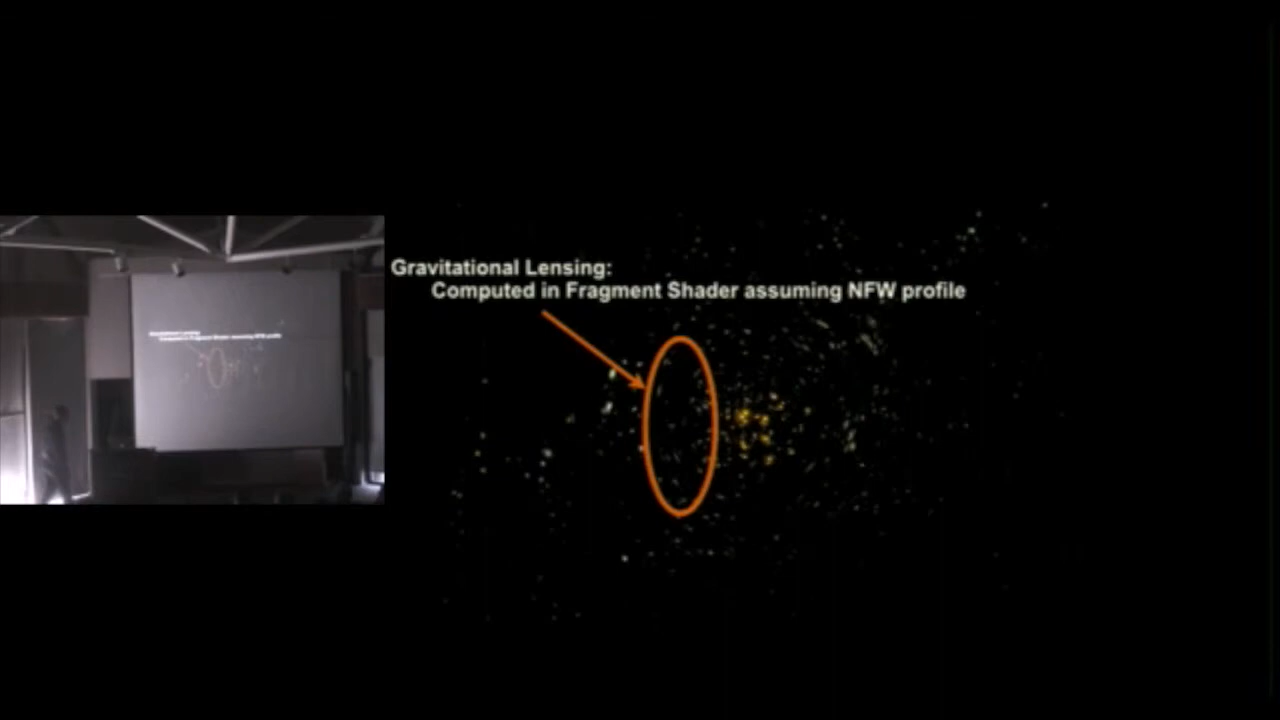 Gravitational Lensing:
Computed in Fragment Shader assuming NFW profile